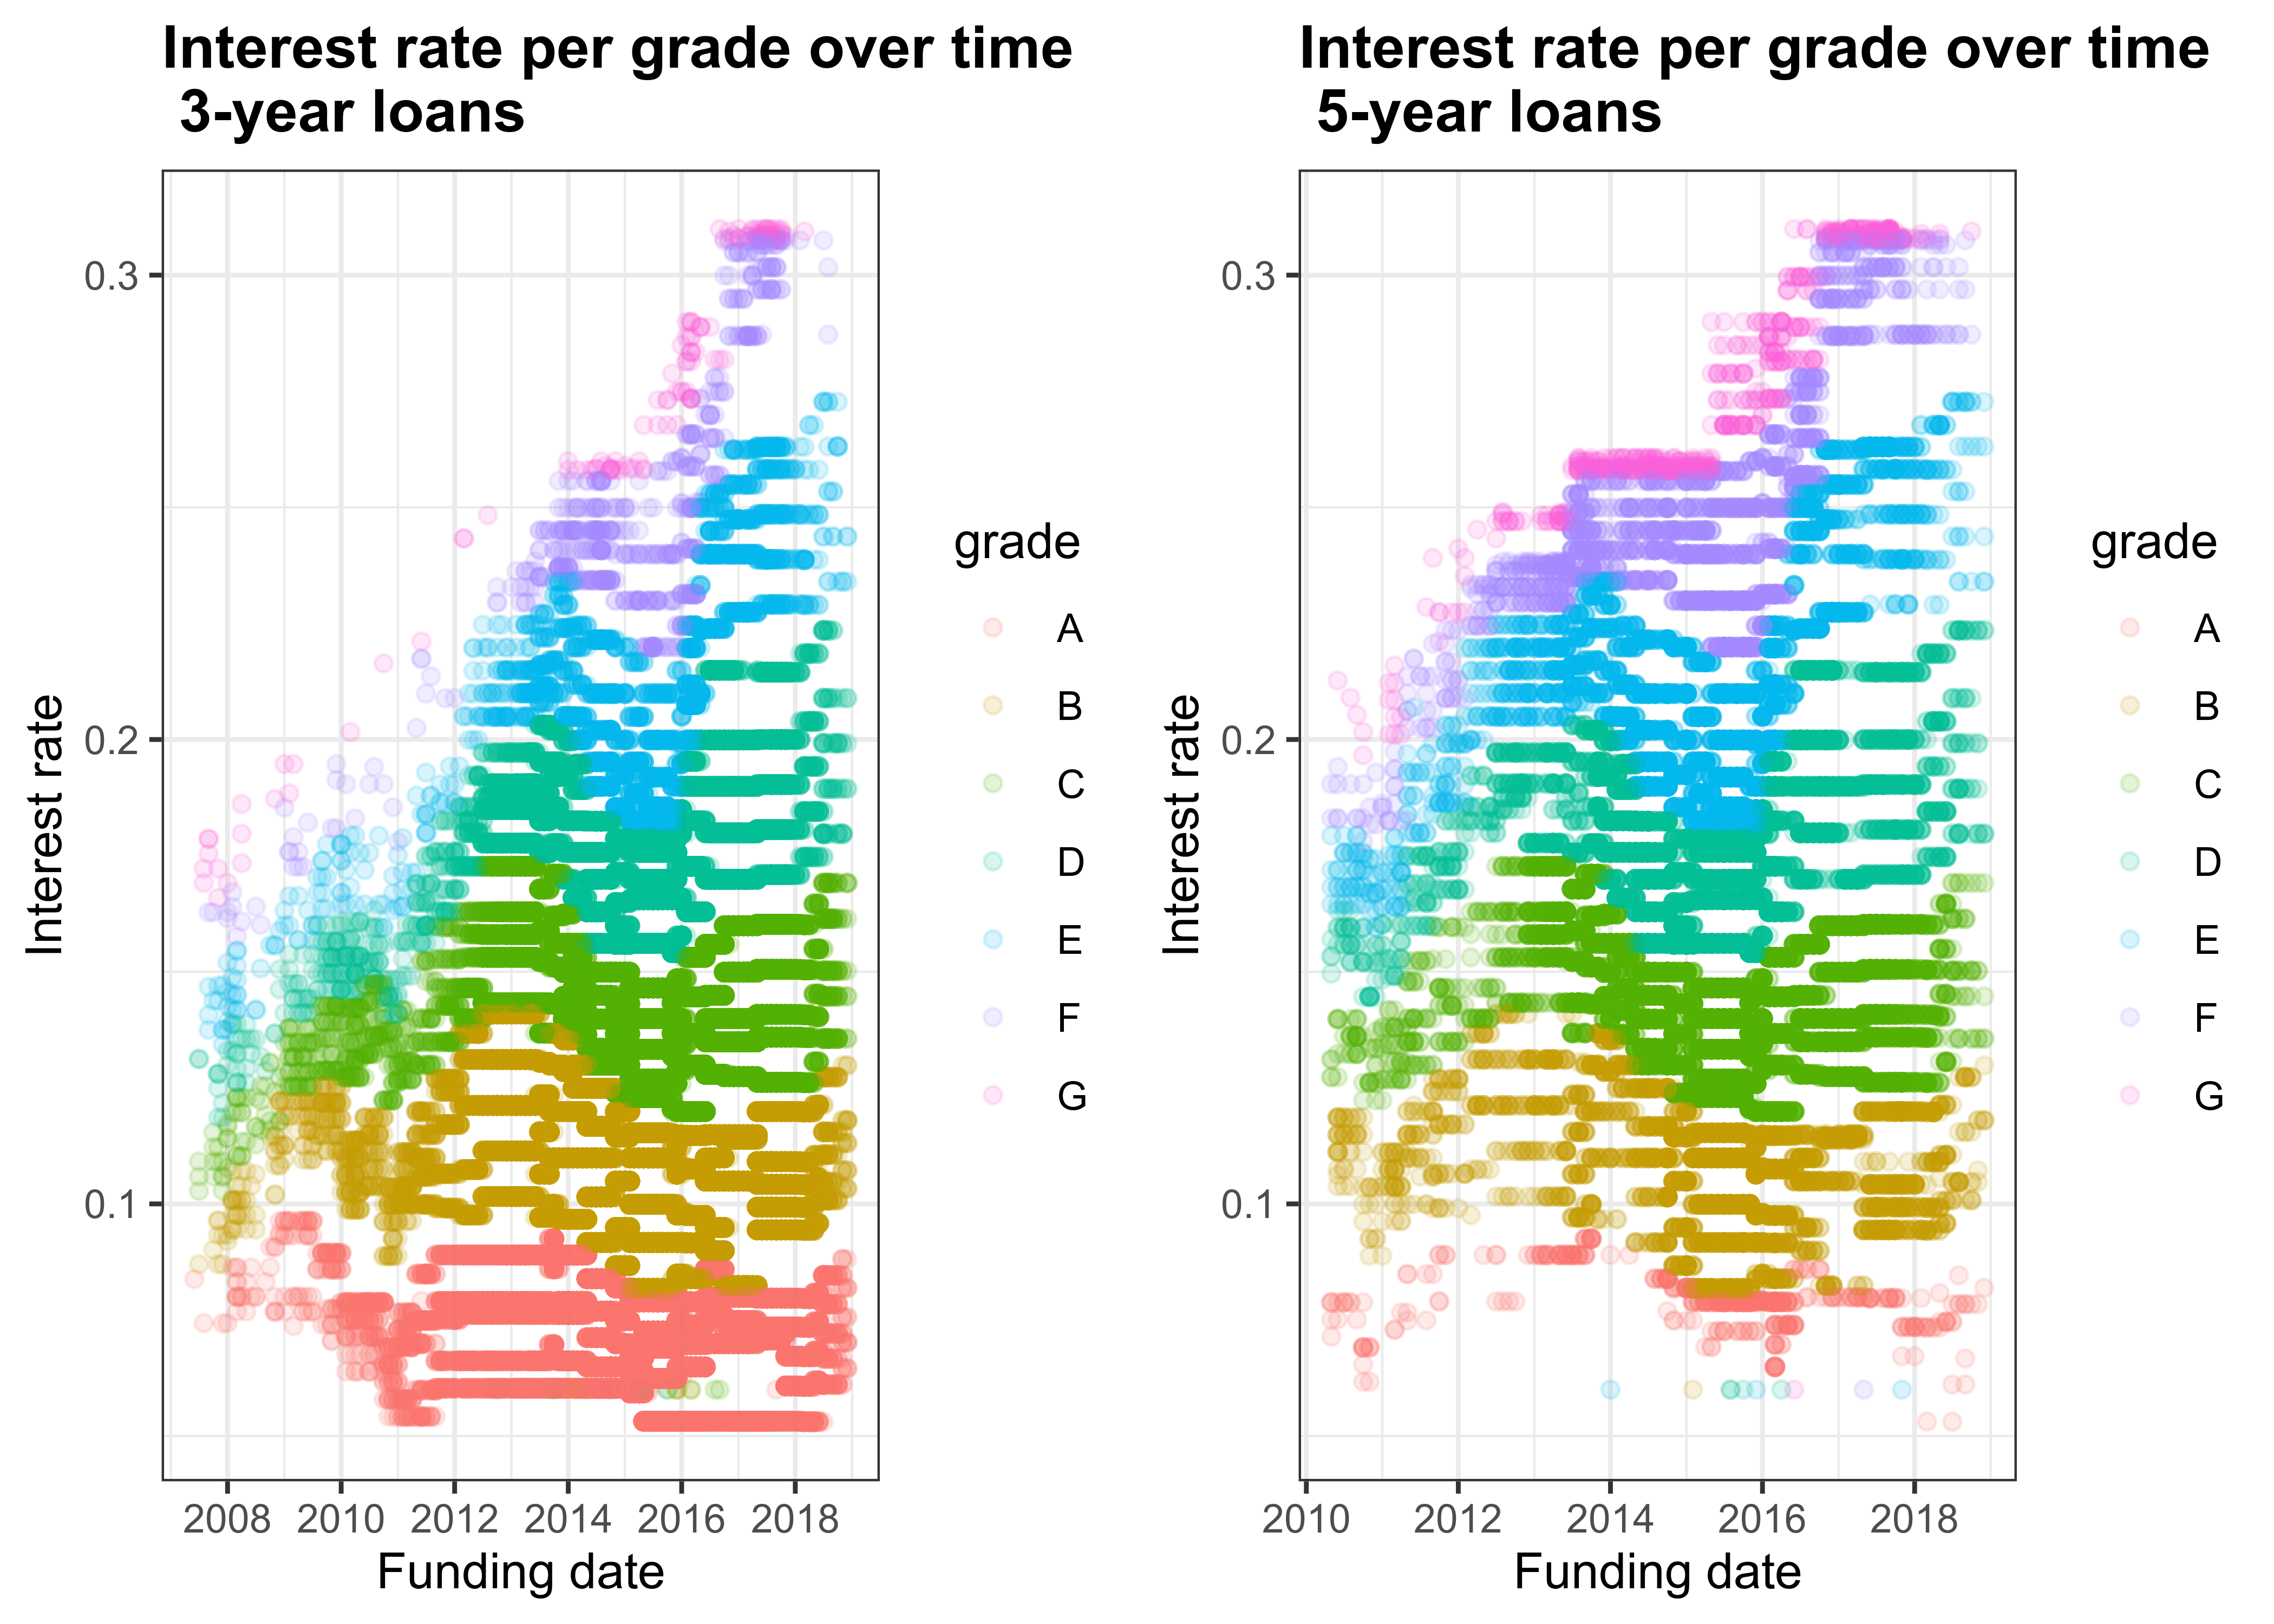 Interest rate per grade over time
3-year loans
Interest rate
0.3
0.2
0.1
2008 2010 2012 2014 2016 2018
Funding date
grade
A
B
C
D
E
F
G
Interest rate per grade over time
5-year loans
Interest rate
0.3
0.2
0.1
2010 2012 2014 2016 2018
Funding date
grade
A
B
C
D
E
F
G